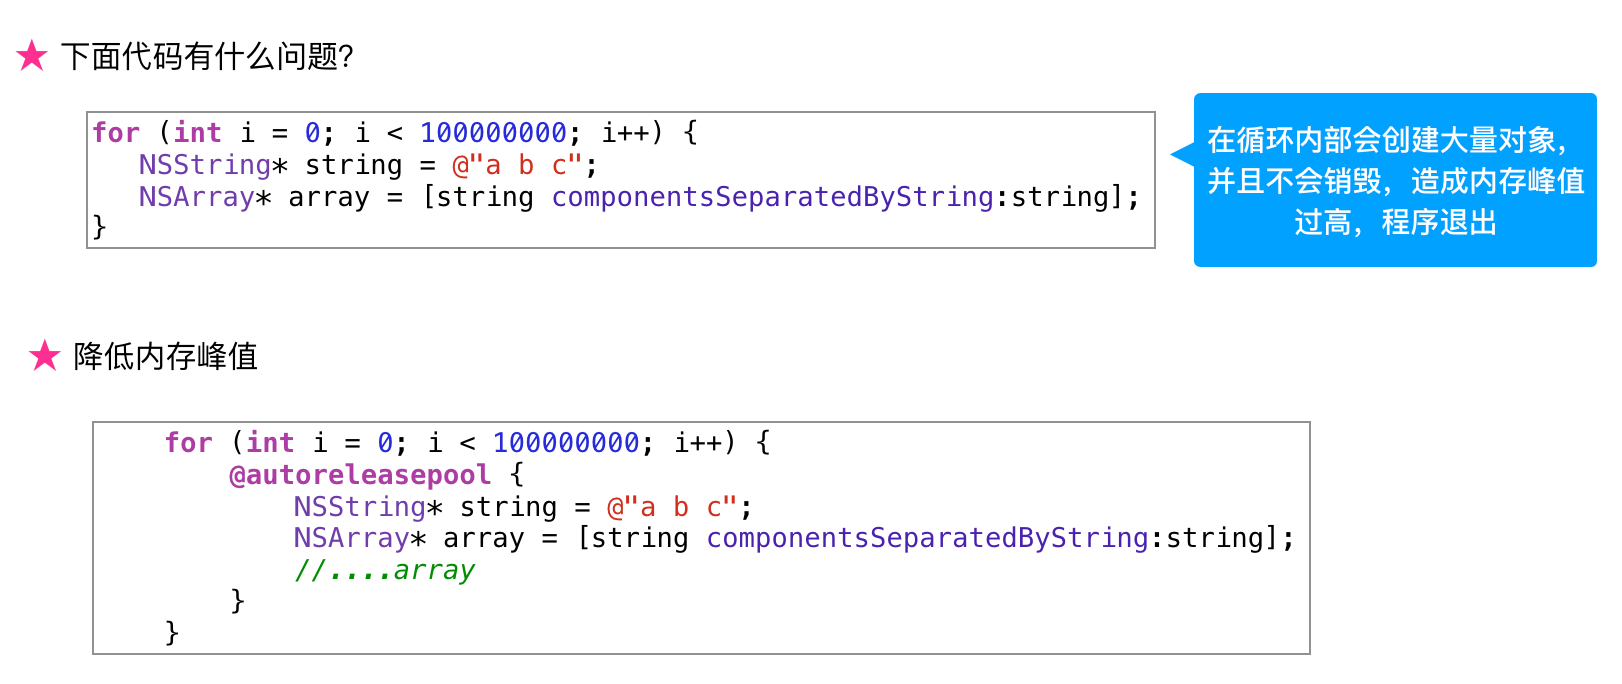 ★ 下面代码有什么问题?
for (int i = 0; i < 100000000; i++) {
NSString* string = @"a b c";
NSArray* array = [string componentsSeparatedByString:string];
}
在循环内部会创建大量对象，
并且不会销毁，造成内存峰值
过高，程序退出
★ 降低内存峰值
for (int i = 0; i < 100000000; i++) {
@autoreleasepool {
NSString* string = @"a b c";
NSArray* array = [string componentsSeparatedByString:string];
//....array
}
}